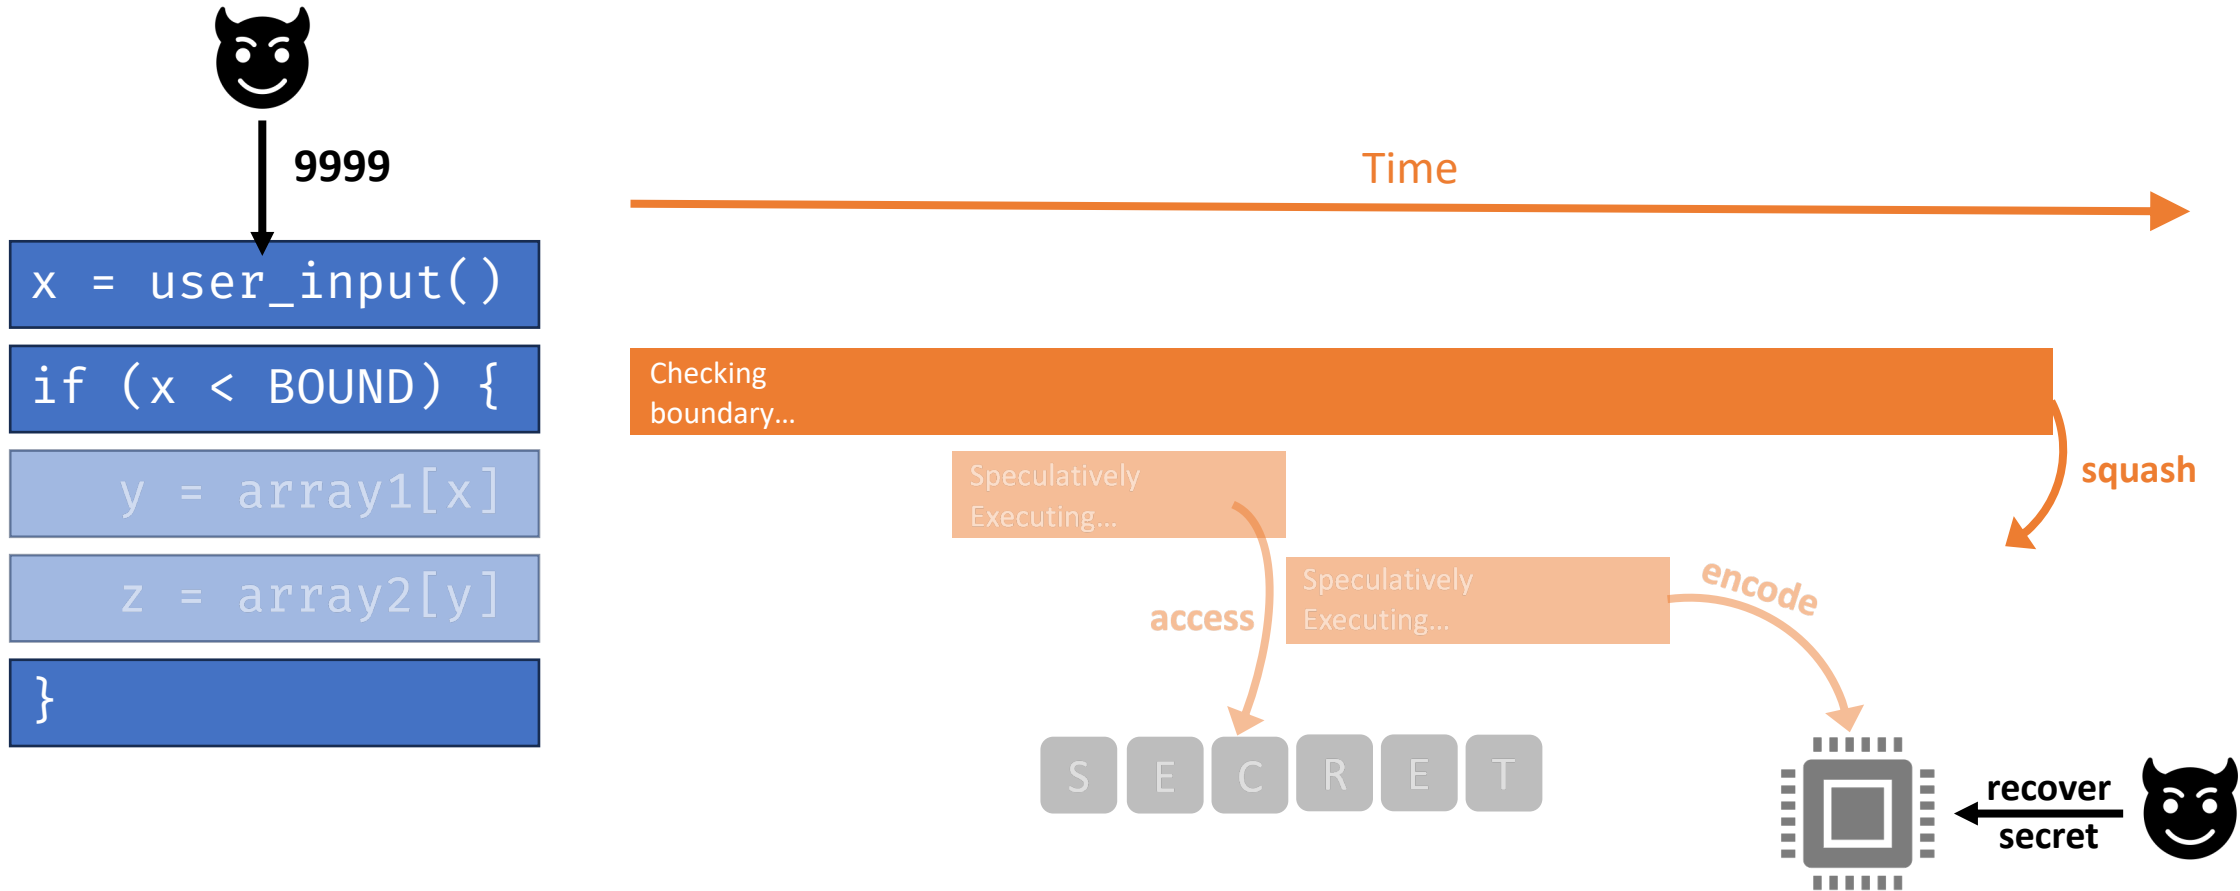 9999
Time
x = user_input()
if (x < BOUND) {
y = array1[x]
z = array2[y]
}
Checking
boundary...
Speculatively
Executing...
squash
access
Speculatively
Executing...
encode
S E C R E T
recover
secret